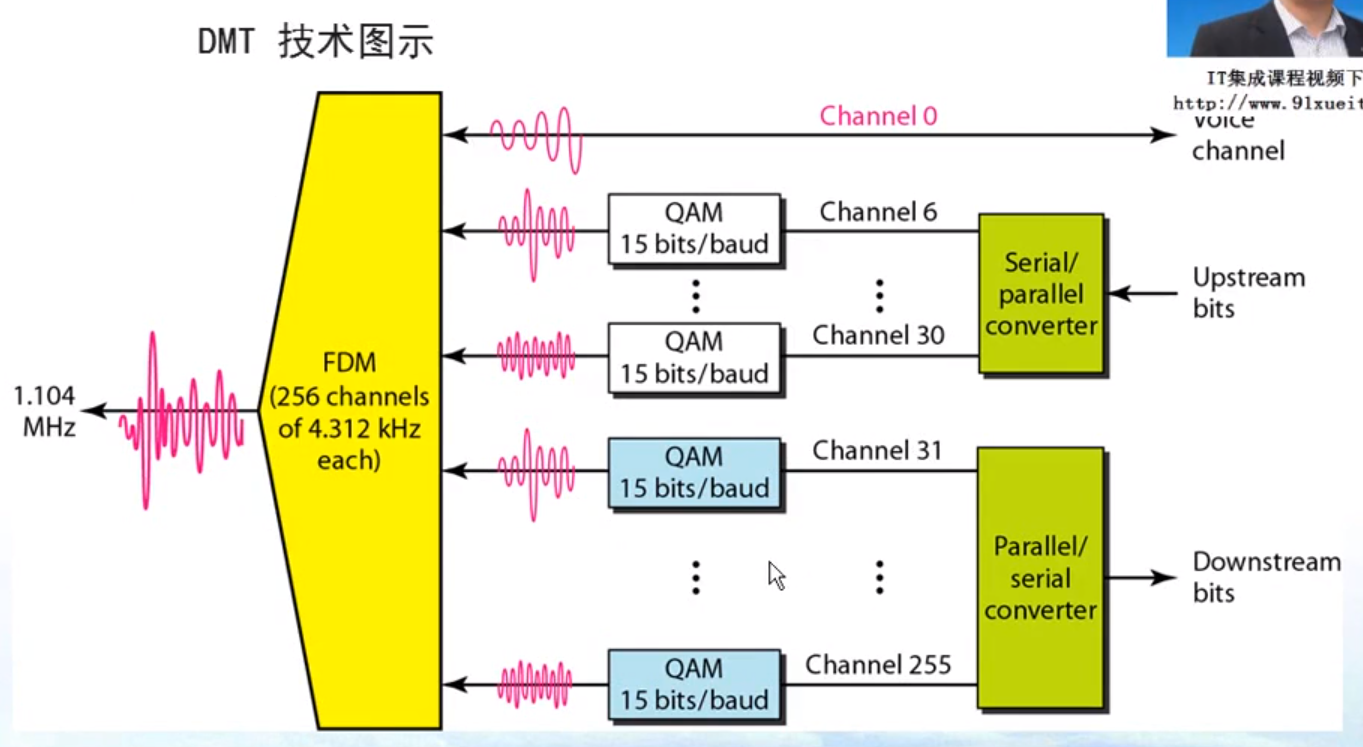 DMT 技术图示
IT集成课程视频下
http://www.91xueit
Channel 0
voice
channel
QAM
15 bits/baud
Channel 6
Serial/
parallel
converter
Upstream
bits
QAM
15 bits/baud
Channel 30
1.104
MHz
FDM
(256 channels
of 4.312 kHz
each)
QAM
15 bits/baud
Channel 31
Parallel/
serial
converter
Downstream
bits
QAM
15 bits/baud
Channel 255